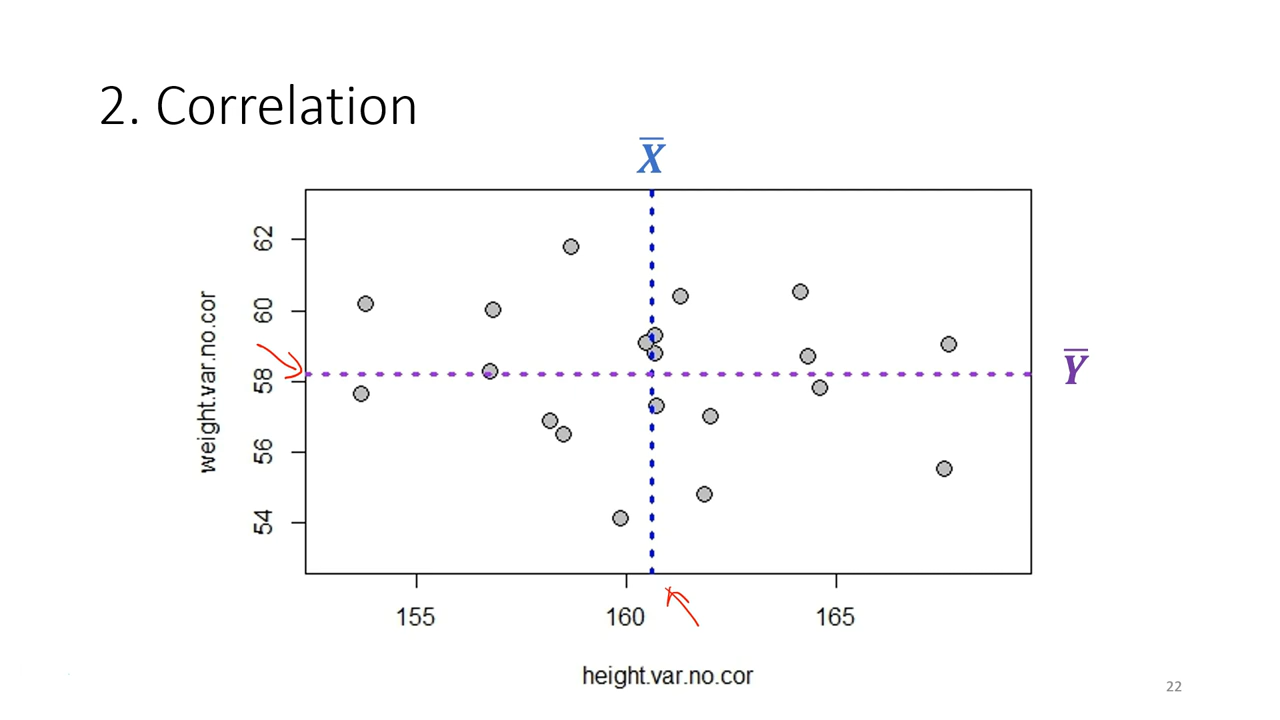 2. Correlation
X̅
62
60
58
56
54
weight.var.no.cor
Y̅
155 160 165
height.var.no.cor
22